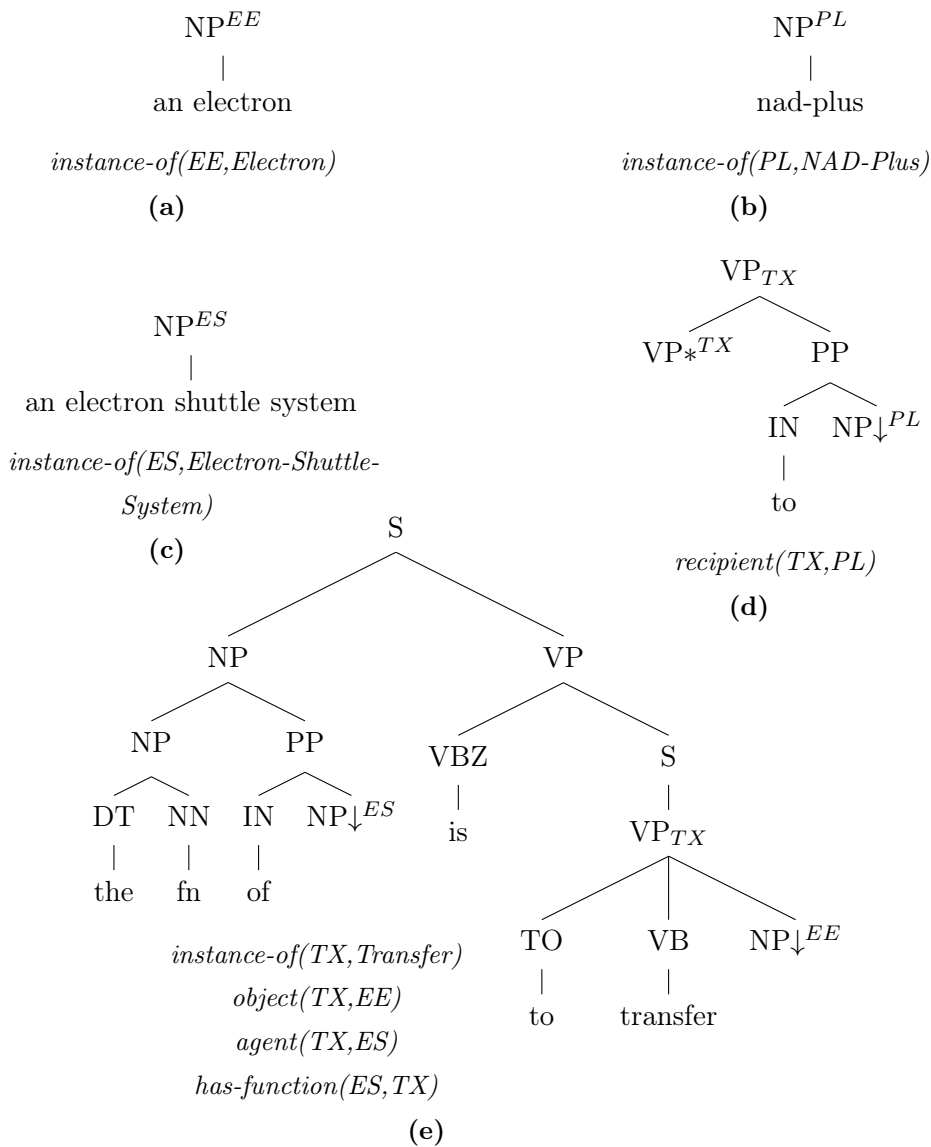 NP^EE
an electron
instance-of(EE,Electron)
(a)
NP^PL
nad-plus
instance-of(PL,NAD-Plus)
(b)
NP^ES
an electron shuttle system
instance-of(ES,Electron-Shuttle-
System)
(c)
VP_TX
VP*^TX PP
IN NP↓^PL
to
recipient(TX,PL)
(d)
S
NP VP
NP PP VBZ S
DT NN IN NP↓^ES is VP_TX
the fn of
TO VB NP↓^EE
to transfer
instance-of(TX,Transfer)
object(TX,EE)
agent(TX,ES)
has-function(ES,TX)
(e)